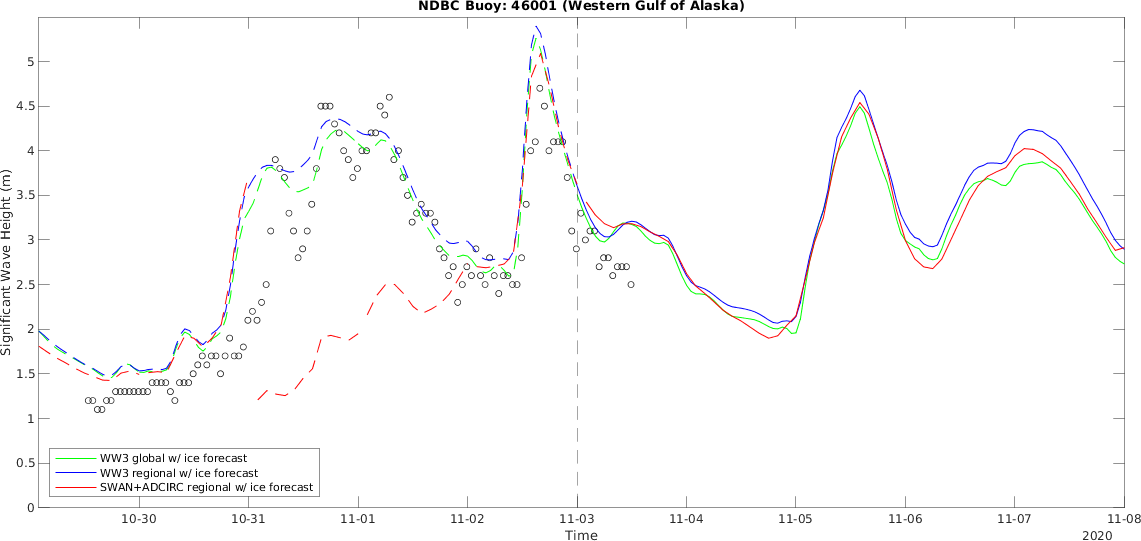 NDBC Buoy: 46001 (Western Gulf of Alaska)
Significant Wave Height (m)
5
4.5
4
3.5
3
2.5
2
1.5
1
0.5
0
WW3 global w/ ice forecast
WW3 regional w/ ice forecast
SWAN+ADCIRC regional w/ ice forecast
10-30 10-31 11-01 11-02 11-03 11-04 11-05 11-06 11-07 11-08
Time
2020